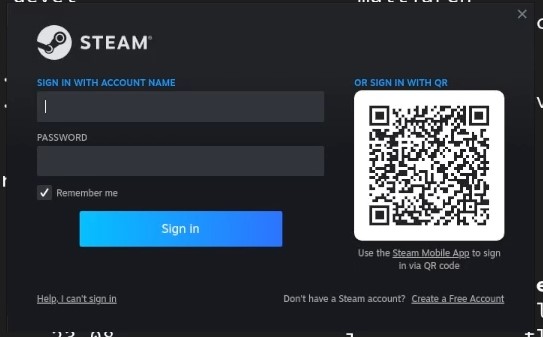 STEAM®
SIGN IN WITH ACCOUNT NAME
OR SIGN IN WITH QR
PASSWORD
Remember me
Sign in
Use the Steam Mobile App to sign
in via QR code
Help, I can't sign in
Don't have a Steam account? Create a Free Account